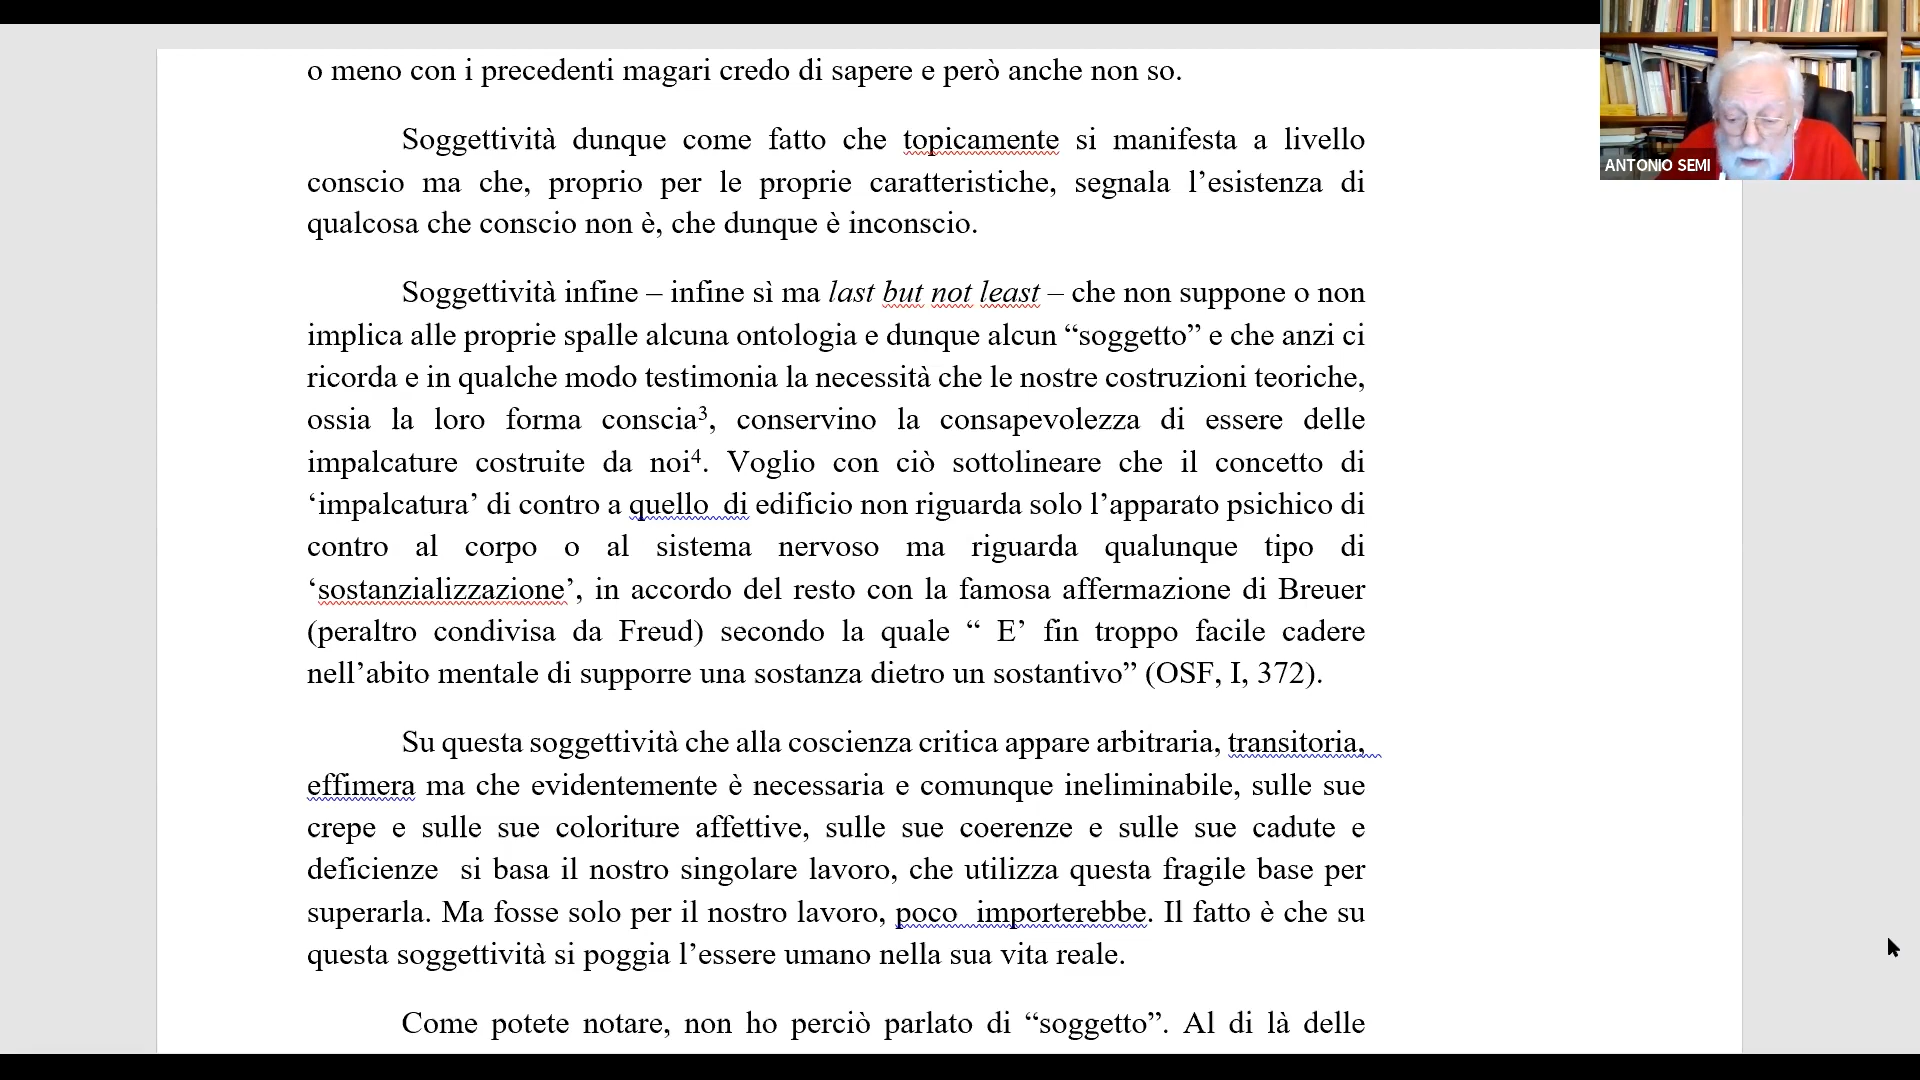 o meno con i precedenti magari credo di sapere e però anche non so.
Soggettività dunque come fatto che topicamente si manifesta a livello
conscio ma che, proprio per le proprie caratteristiche, segnala l’esistenza di
qualcosa che conscio non è, che dunque è inconscio.
Soggettività infine – infine sì ma last but not least – che non suppone o non
implica alle proprie spalle alcuna ontologia e dunque alcun “soggetto” e che anzi ci
ricorda e in qualche modo testimonia la necessità che le nostre costruzioni teoriche,
ossia la loro forma conscia³, conservino la consapevolezza di essere delle
impalcature costruite da noi⁴. Voglio con ciò sottolineare che il concetto di
‘impalcatura’ di contro a quello  di edificio non riguarda solo l’apparato psichico di
contro al corpo o al sistema nervoso ma riguarda qualunque tipo di
‘sostanzializzazione’, in accordo del resto con la famosa affermazione di Breuer
(peraltro condivisa da Freud) secondo la quale “ E’ fin troppo facile cadere
nell’abito mentale di supporre una sostanza dietro un sostantivo” (OSF, I, 372).
Su questa soggettività che alla coscienza critica appare arbitraria, transitoria,
effimera ma che evidentemente è necessaria e comunque ineliminabile, sulle sue
crepe e sulle sue coloriture affettive, sulle sue coerenze e sulle sue cadute e
deficienze  si basa il nostro singolare lavoro, che utilizza questa fragile base per
superarla. Ma fosse solo per il nostro lavoro, poco  importerebbe. Il fatto è che su
questa soggettività si poggia l’essere umano nella sua vita reale.
Come potete notare, non ho perciò parlato di “soggetto”. Al di là delle
ANTONIO SEMI